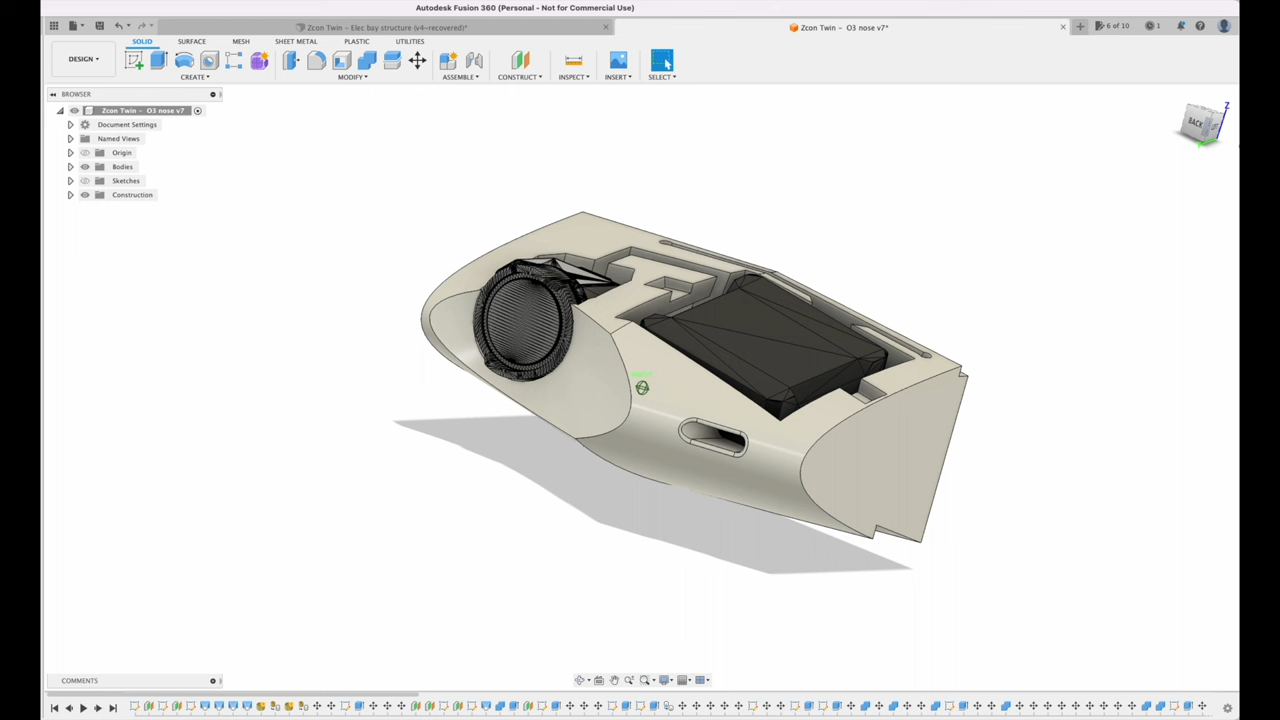 Autodesk Fusion 360 (Personal - Not for Commercial Use)
Zcon Twin – Elec bay structure (v4~recovered)*
Zcon Twin – O3 nose v7*
6 of 10
1
SOLID SURFACE MESH SHEET METAL PLASTIC UTILITIES
DESIGN
CREATE MODIFY ASSEMBLE CONSTRUCT INSPECT INSERT SELECT
BROWSER
Zcon Twin – O3 nose v7
Document Settings
Named Views
Origin
Bodies
Sketches
Construction
Z
BACK
COMMENTS